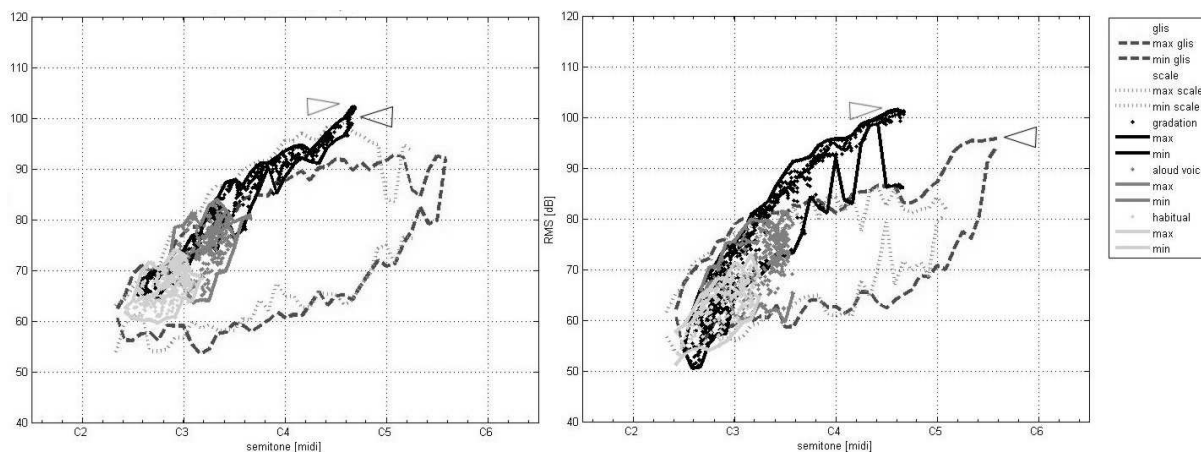 120
110
100
90
80
70
60
50
40
C2
C3
C4
C5
C6
semitone [midi]
120
110
100
90
80
70
60
50
40
RMS [dB]
C2
C3
C4
C5
C6
semitone [midi]
glis
max glis
min glis
scale
max scale
min scale
gradation
max
min
aloud voic
max
min
habitual
max
min